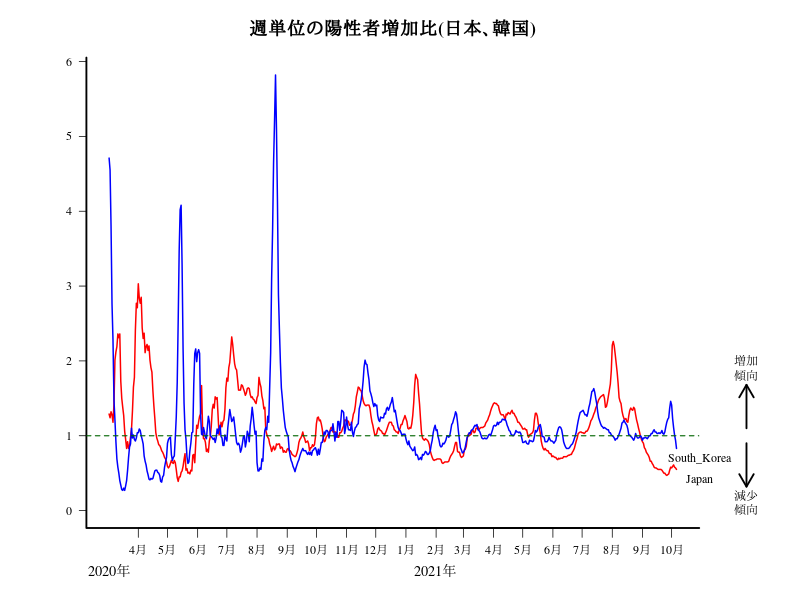 週単位の陽性者増加比(日本、韓国)
6
5
4
3
2
1
0
増加
傾向
South_Korea
Japan
減少
傾向
4月 5月 6月 7月 8月 9月 10月 11月 12月 1月 2月 3月 4月 5月 6月 7月 8月 9月 10月
2020年 2021年